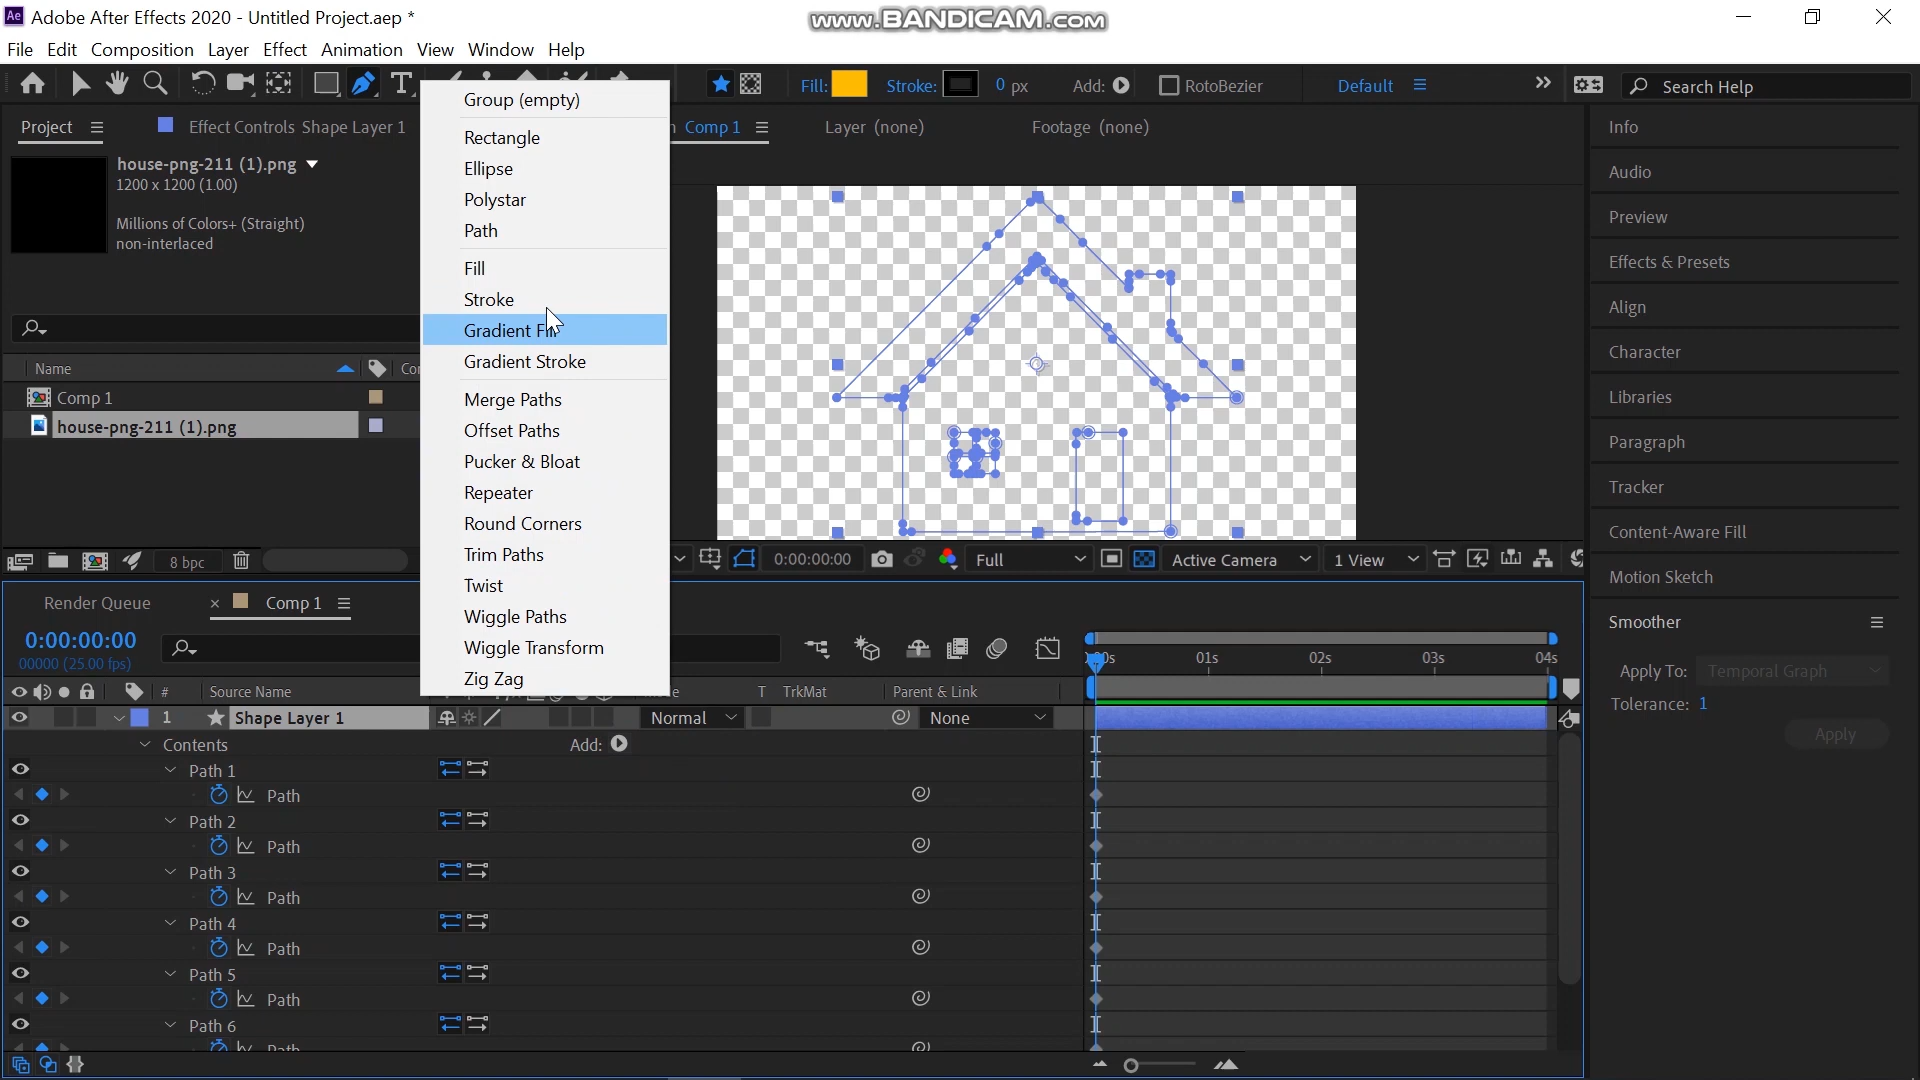 Ae Adobe After Effects 2020 - Untitled Project.aep *
www.BANDICAM.com
File Edit Composition Layer Effect Animation View Window Help
Fill: Stroke: 0 px Add: RotoBezier Default Search Help
Project Effect Controls Shape Layer 1 Comp 1 Layer (none) Footage (none)
house-png-211 (1).png
1200 x 1200 (1.00)
Millions of Colors+ (Straight)
non-interlaced
Name
Comp 1
house-png-211 (1).png
8 bpc
Group (empty)
Rectangle
Ellipse
Polystar
Path
Fill
Stroke
Gradient Fill
Gradient Stroke
Merge Paths
Offset Paths
Pucker & Bloat
Repeater
Round Corners
Trim Paths
Twist
Wiggle Paths
Wiggle Transform
Zig Zag
0:00:00:00 Full Active Camera 1 View
Info
Audio
Preview
Effects & Presets
Align
Character
Libraries
Paragraph
Tracker
Content-Aware Fill
Motion Sketch
Smoother
Apply To: Temporal Graph
Tolerance: 1
Apply
Render Queue × Comp 1
0:00:00:00
00000 (25.00 fps)
01s 02s 03s 04s
# Source Name T TrkMat Parent & Link
1 Shape Layer 1 Normal None
Contents Add:
Path 1
Path
Path 2
Path
Path 3
Path
Path 4
Path
Path 5
Path
Path 6
Path